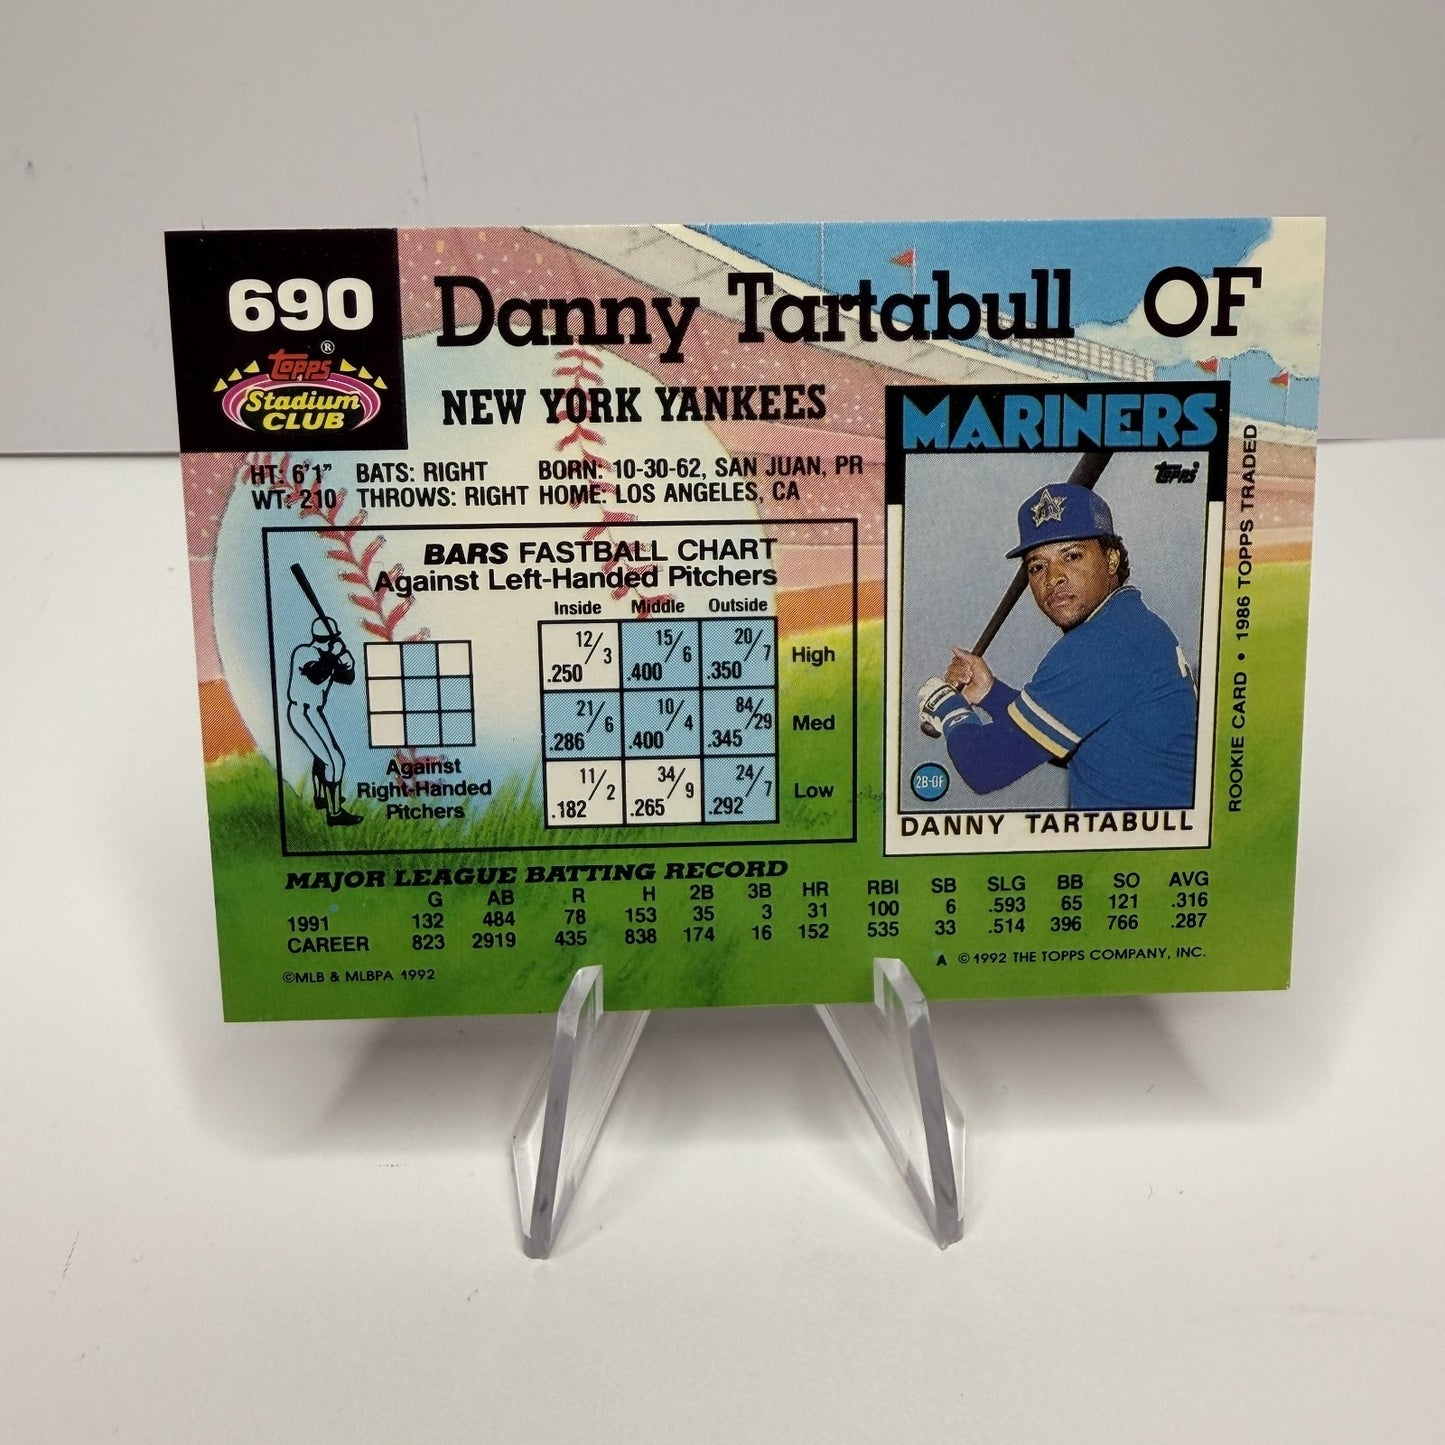 690
Danny Tartabull OF
topps®
Stadium
CLUB
NEW YORK YANKEES
HT: 6'1" BATS: RIGHT BORN: 10-30-62, SAN JUAN, PR
WT: 210 THROWS: RIGHT HOME: LOS ANGELES, CA
BARS FASTBALL CHART
Against Left-Handed Pitchers
Inside Middle Outside
12/3 15/6 20/7
.250 .400 .350 High
21/6 10/4 84/29
.286 .400 .345 Med
11/2 34/9 24/7
.182 .265 .292 Low
Against
Right-Handed
Pitchers
MARINERS
topps
2B-OF
DANNY TARTABULL
ROOKIE CARD • 1986 TOPPS TRADED
MAJOR LEAGUE BATTING RECORD
G AB R H 2B 3B HR RBI SB SLG BB SO AVG
1991 132 484 78 153 35 3 31 100 6 .593 65 121 .316
CAREER 823 2919 435 838 174 16 152 535 33 .514 396 766 .287
©MLB & MLBPA 1992
A ©1992 THE TOPPS COMPANY, INC.